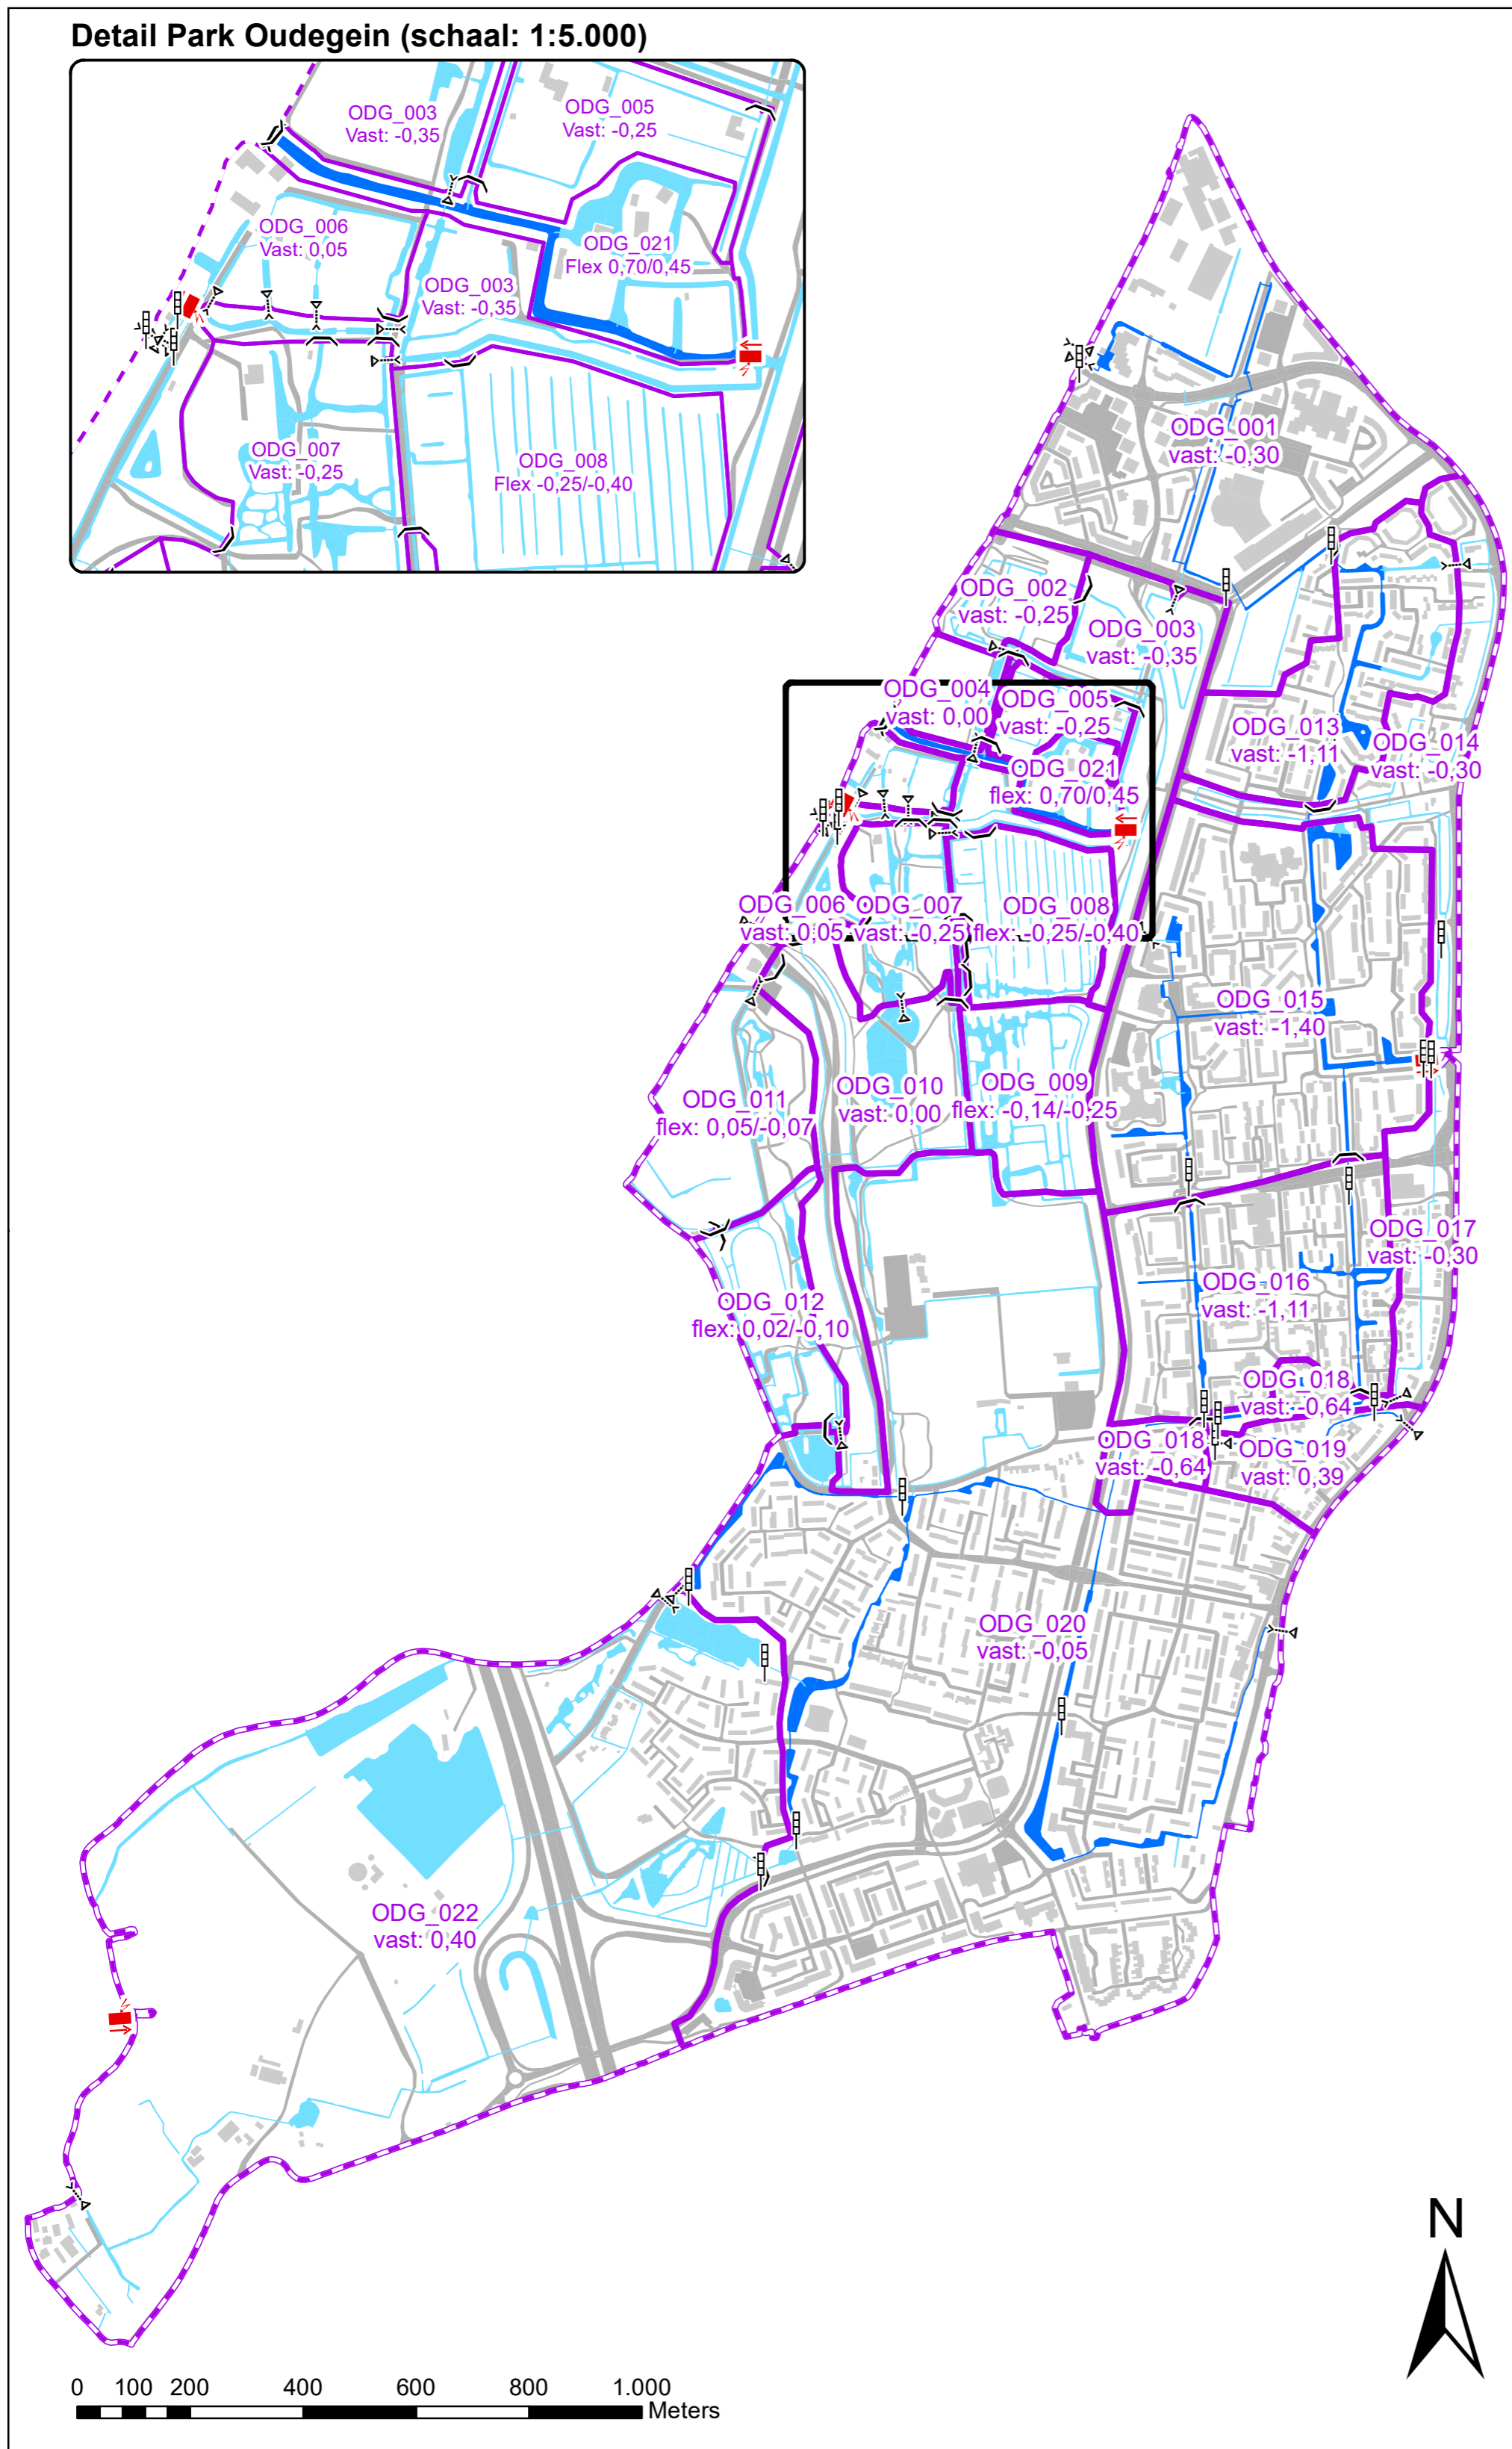 Detail Park Oudegein (schaal: 1:5.000)
ODG_003
Vast: -0,35
ODG_005
Vast: -0,25
ODG_006
Vast: 0,05
ODG_021
Flex 0,70/0,45
ODG_003
Vast: -0,35
ODG_007
Vast: -0,25
ODG_008
Flex -0,25/-0,40
ODG_001
vast: -0,30
ODG_002
vast: -0,25
ODG_003
vast: -0,35
ODG_004
vast: 0,00
ODG_005
vast: -0,25
ODG_013
vast: -1,11
ODG_014
vast: -0,30
ODG_021
flex: 0,70/0,45
ODG_006
vast: 0,05
ODG_007
vast: -0,25
ODG_008
flex: -0,25/-0,40
ODG_015
vast: -1,40
ODG_011
flex: 0,05/-0,07
ODG_010
vast: 0,00
ODG_009
flex: -0,14/-0,25
ODG_017
vast: -0,30
ODG_016
vast: -1,11
ODG_012
flex: 0,02/-0,10
ODG_018
vast: -0,64
ODG_018
vast: -0,64
ODG_019
vast: 0,39
ODG_020
vast: -0,05
ODG_022
vast: 0,40
N
0 100 200 400 600 800 1.000
Meters